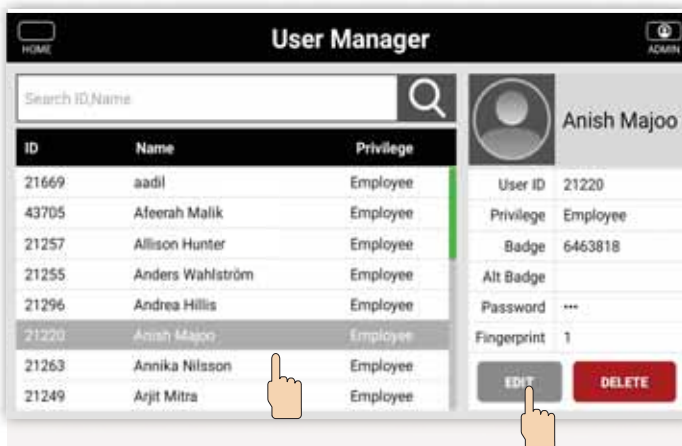 HOME
User Manager
ADMIN
Search ID,Name
ID Name Privilege
21669 aadil Employee
43705 Afeerah Malik Employee
21257 Allison Hunter Employee
21255 Anders Wahlström Employee
21296 Andrea Hillis Employee
21220 Anish Majoo Employee
21263 Annika Nilsson Employee
21249 Arjit Mitra Employee
Anish Majoo
User ID 21220
Privilege Employee
Badge 6463818
Alt Badge
Password •••
Fingerprint 1
EDIT DELETE